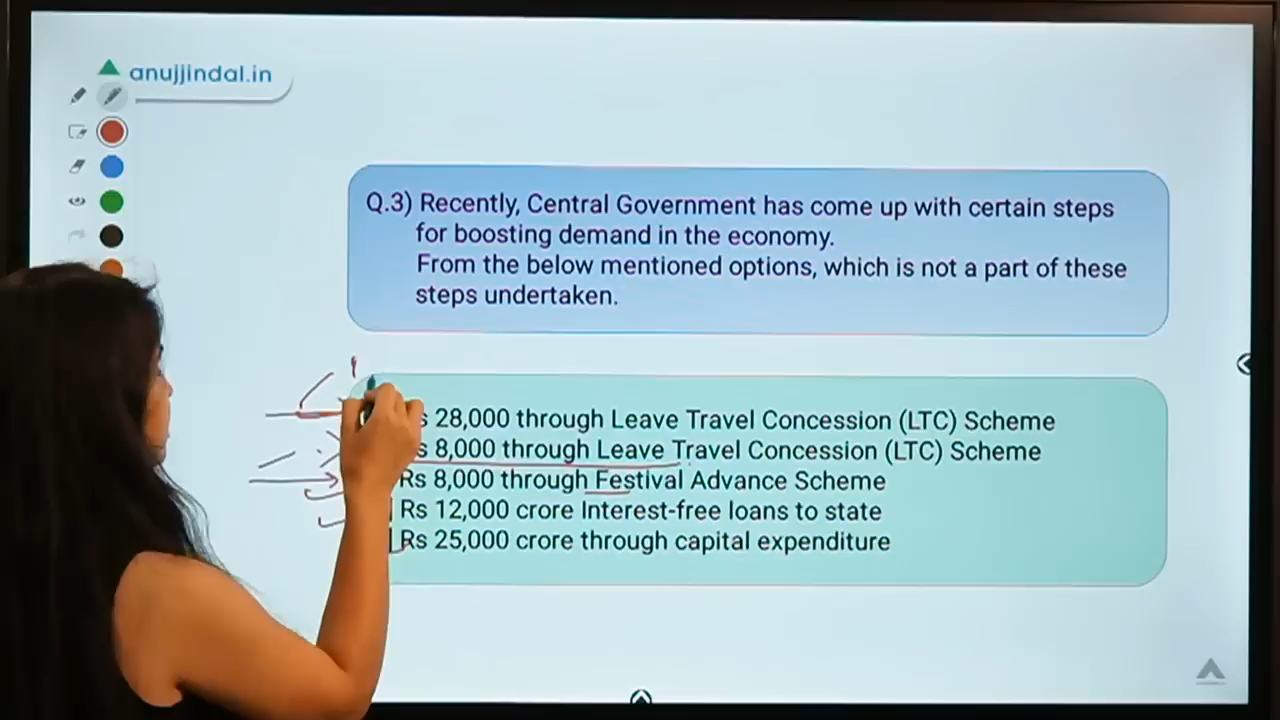 anujjindal.in
Q.3) Recently, Central Government has come up with certain steps
for boosting demand in the economy.
From the below mentioned options, which is not a part of these
steps undertaken.
28,000 through Leave Travel Concession (LTC) Scheme
8,000 through Leave Travel Concession (LTC) Scheme
Rs 8,000 through Festival Advance Scheme
Rs 12,000 crore Interest-free loans to state
Rs 25,000 crore through capital expenditure